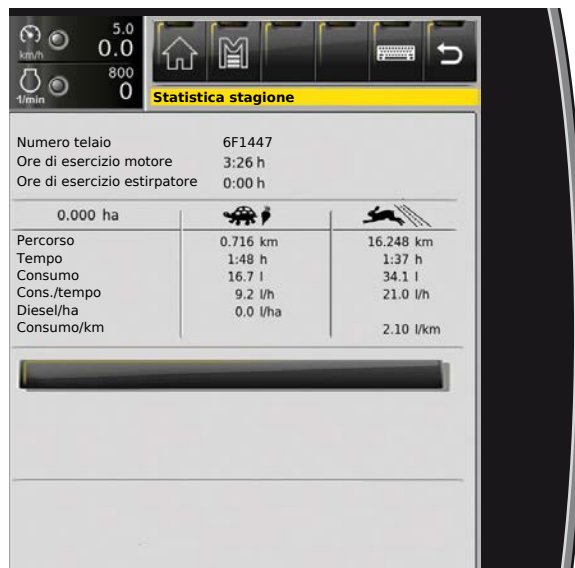 5.0
km/h 0.0
800
1/min 0
Statistica stagione
Numero telaio 6F1447
Ore di esercizio motore 3:26 h
Ore di esercizio estirpatore 0:00 h
0.000 ha
Percorso 0.716 km 16.248 km
Tempo 1:48 h 1:37 h
Consumo 16.7 l 34.1 l
Cons./tempo 9.2 l/h 21.0 l/h
Diesel/ha 0.0 l/ha
Consumo/km 2.10 l/km